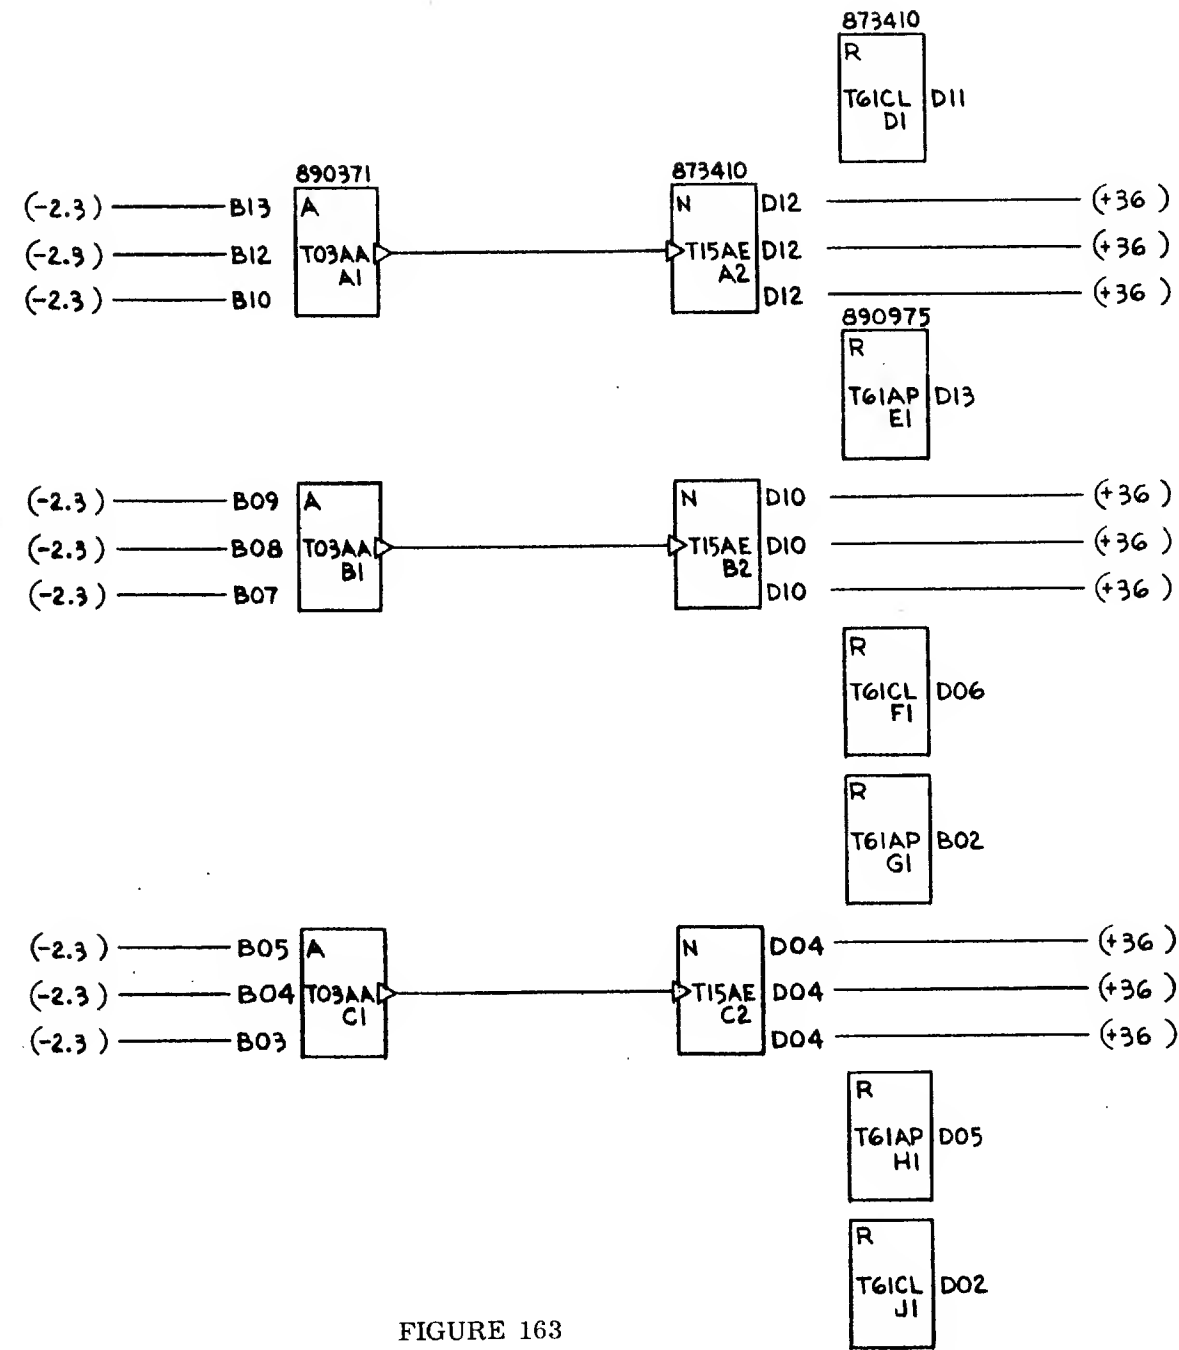 873410
R
T61CL D11
D1
890371 873410
(-2.3) B13 A N D12 (+36)
(-2.3) B12 T03AA T15AE D12 (+36)
A1 A2
(-2.3) B10 D12 (+36)
890975
R
T61AP D13
E1
(-2.3) B09 A N D10 (+36)
(-2.3) B08 T03AA T15AE D10 (+36)
B1 B2
(-2.3) B07 D10 (+36)
R
T61CL D06
F1
R
T61AP B02
G1
(-2.3) B05 A N D04 (+36)
(-2.3) B04 T03AA T15AE D04 (+36)
C1 C2
(-2.3) B03 D04 (+36)
R
T61AP D05
H1
R
T61CL D02
J1
FIGURE 163